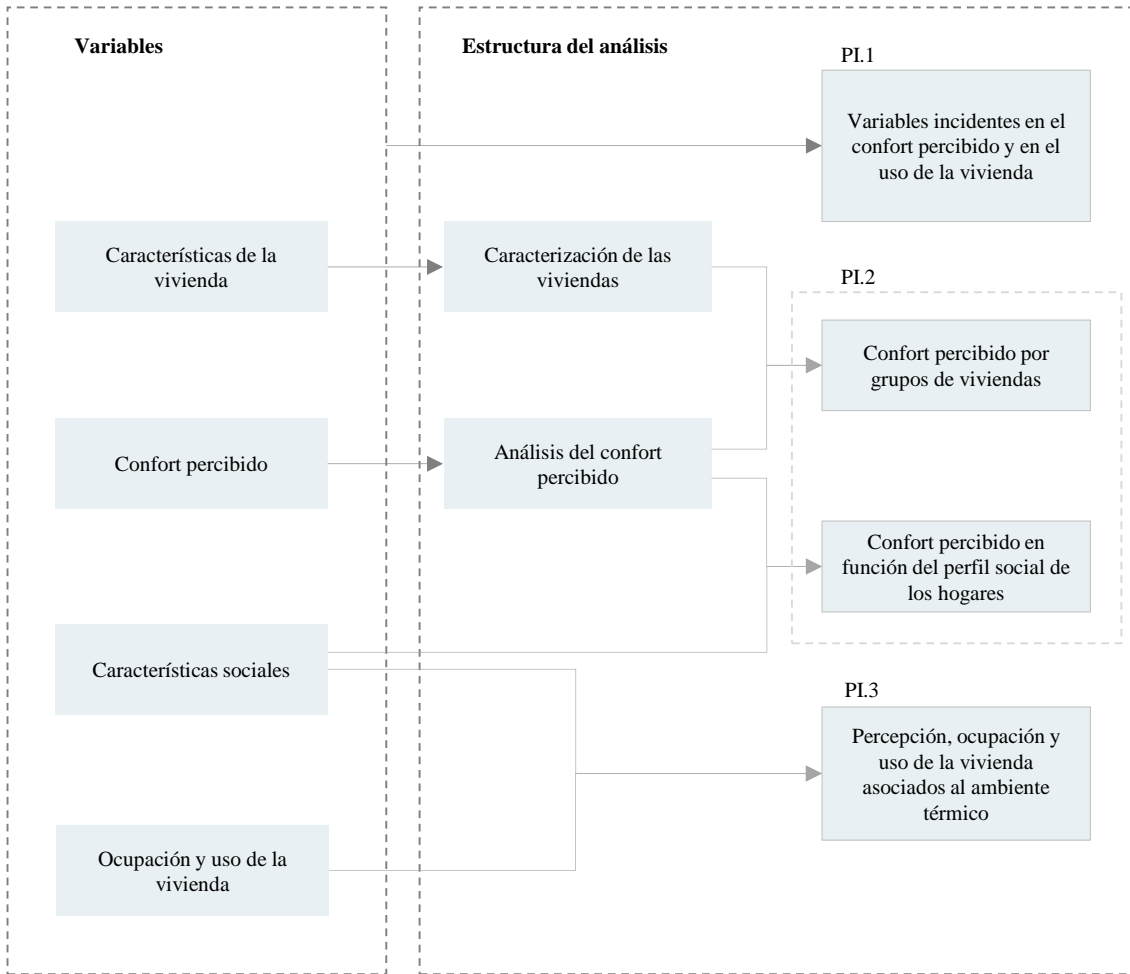 Variables
Estructura del análisis
PI.1
Variables incidentes en el
confort percibido y en el
uso de la vivienda
Características de la
vivienda
Caracterización de las
viviendas
PI.2
Confort percibido por
grupos de viviendas
Confort percibido
Análisis del confort
percibido
Confort percibido en
función del perfil social de
los hogares
Características sociales
PI.3
Percepción, ocupación y
uso de la vivienda
asociados al ambiente
térmico
Ocupación y uso de la
vivienda